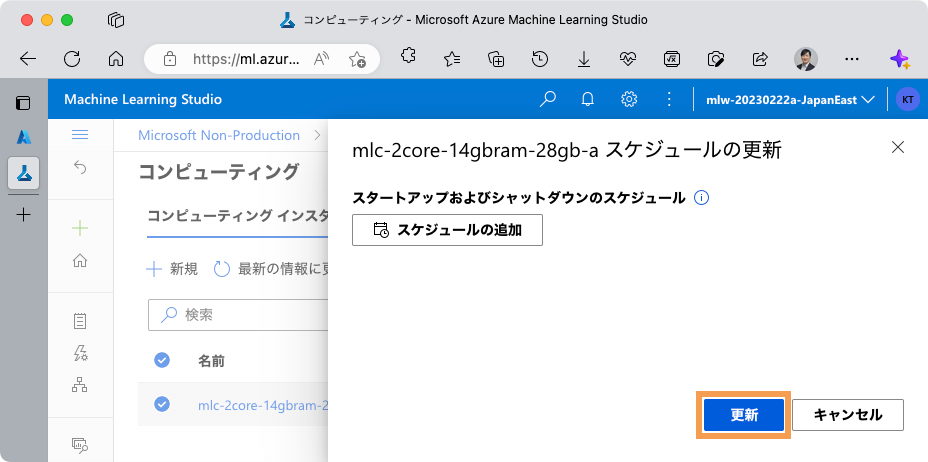 コンピューティング - Microsoft Azure Machine Learning Studio
https://ml.azur...
Machine Learning Studio
mlw-20230222a-JapanEast
KT
Microsoft Non-Production
コンピューティング
コンピューティング インスタ
新規
最新の情報に更
検索
名前
mlc-2core-14gbram-2
mlc-2core-14gbram-28gb-a スケジュールの更新
スタートアップおよびシャットダウンのスケジュール
スケジュールの追加
更新
キャンセル